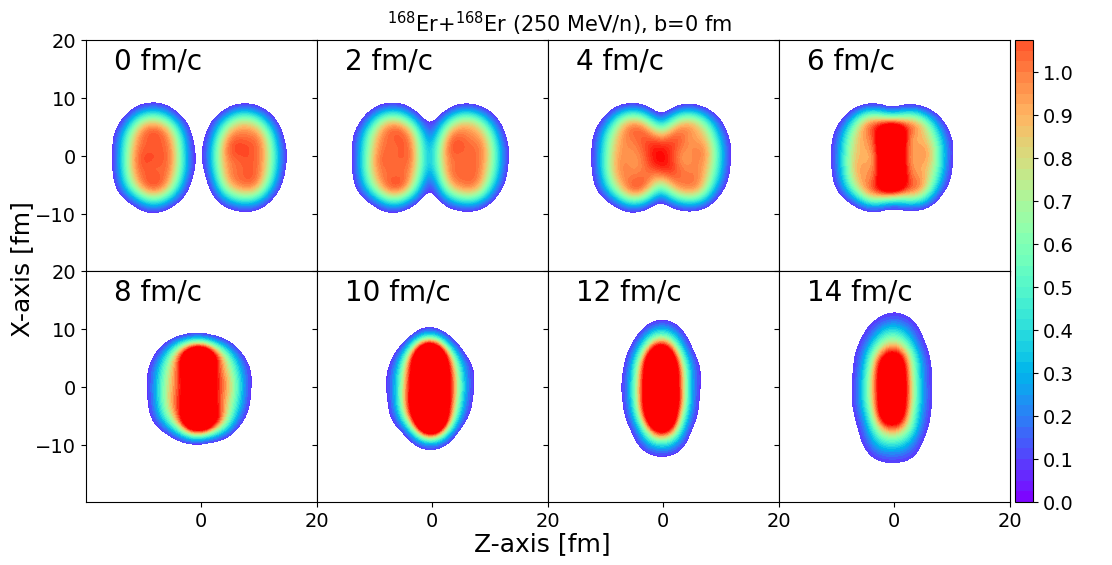 ¹⁶⁸Er+¹⁶⁸Er (250 MeV/n), b=0 fm
0 fm/c
2 fm/c
4 fm/c
6 fm/c
8 fm/c
10 fm/c
12 fm/c
14 fm/c
20
10
0
−10
20
10
0
−10
X-axis [fm]
0
20
0
20
0
20
0
20
Z-axis [fm]
1.0
0.9
0.8
0.7
0.6
0.5
0.4
0.3
0.2
0.1
0.0